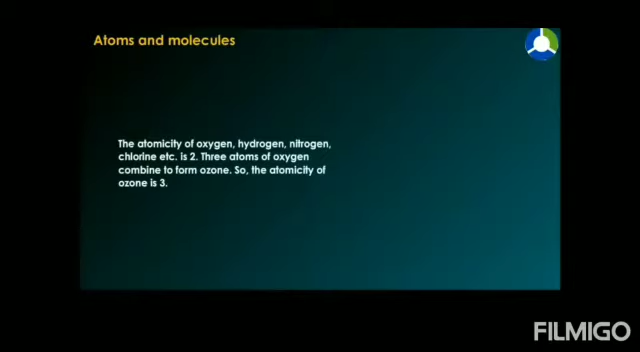 Atoms and molecules
The atomicity of oxygen, hydrogen, nitrogen,
chlorine etc. is 2. Three atoms of oxygen
combine to form ozone. So, the atomicity of
ozone is 3.
FILMIGO